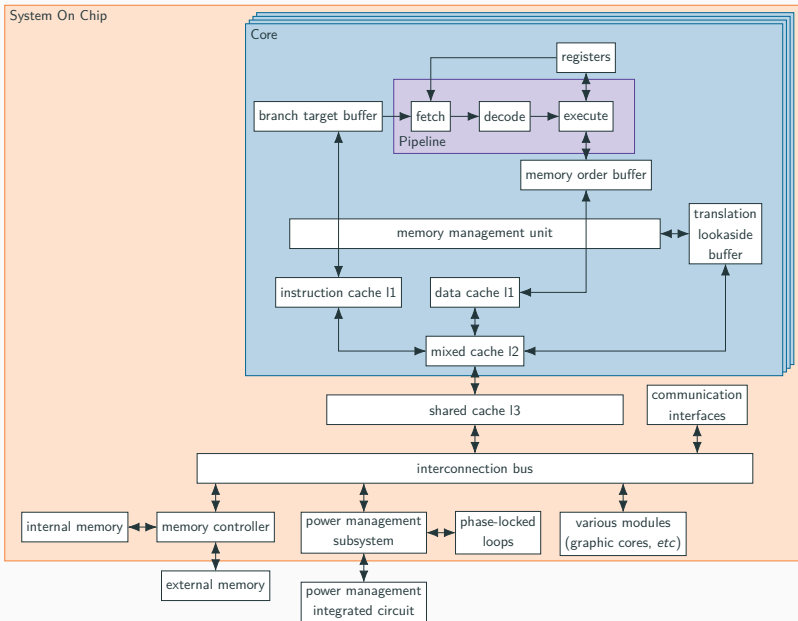 System On Chip
Core
registers
branch target buffer
fetch
decode
execute
Pipeline
memory order buffer
translation
lookaside
buffer
memory management unit
instruction cache l1
data cache l1
mixed cache l2
communication
interfaces
shared cache l3
interconnection bus
internal memory
memory controller
power management
subsystem
phase-locked
loops
various modules
(graphic cores, etc)
external memory
power management
integrated circuit